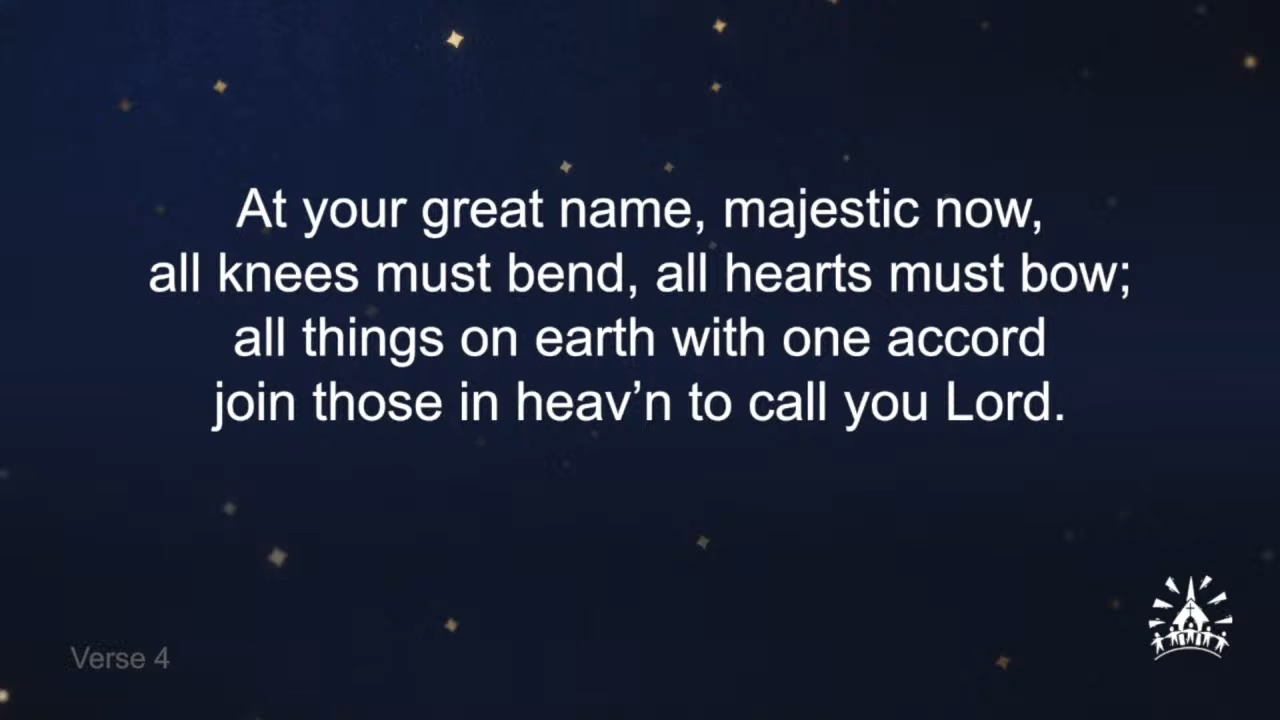 At your great name, majestic now,
all knees must bend, all hearts must bow;
all things on earth with one accord
join those in heav’n to call you Lord.
Verse 4